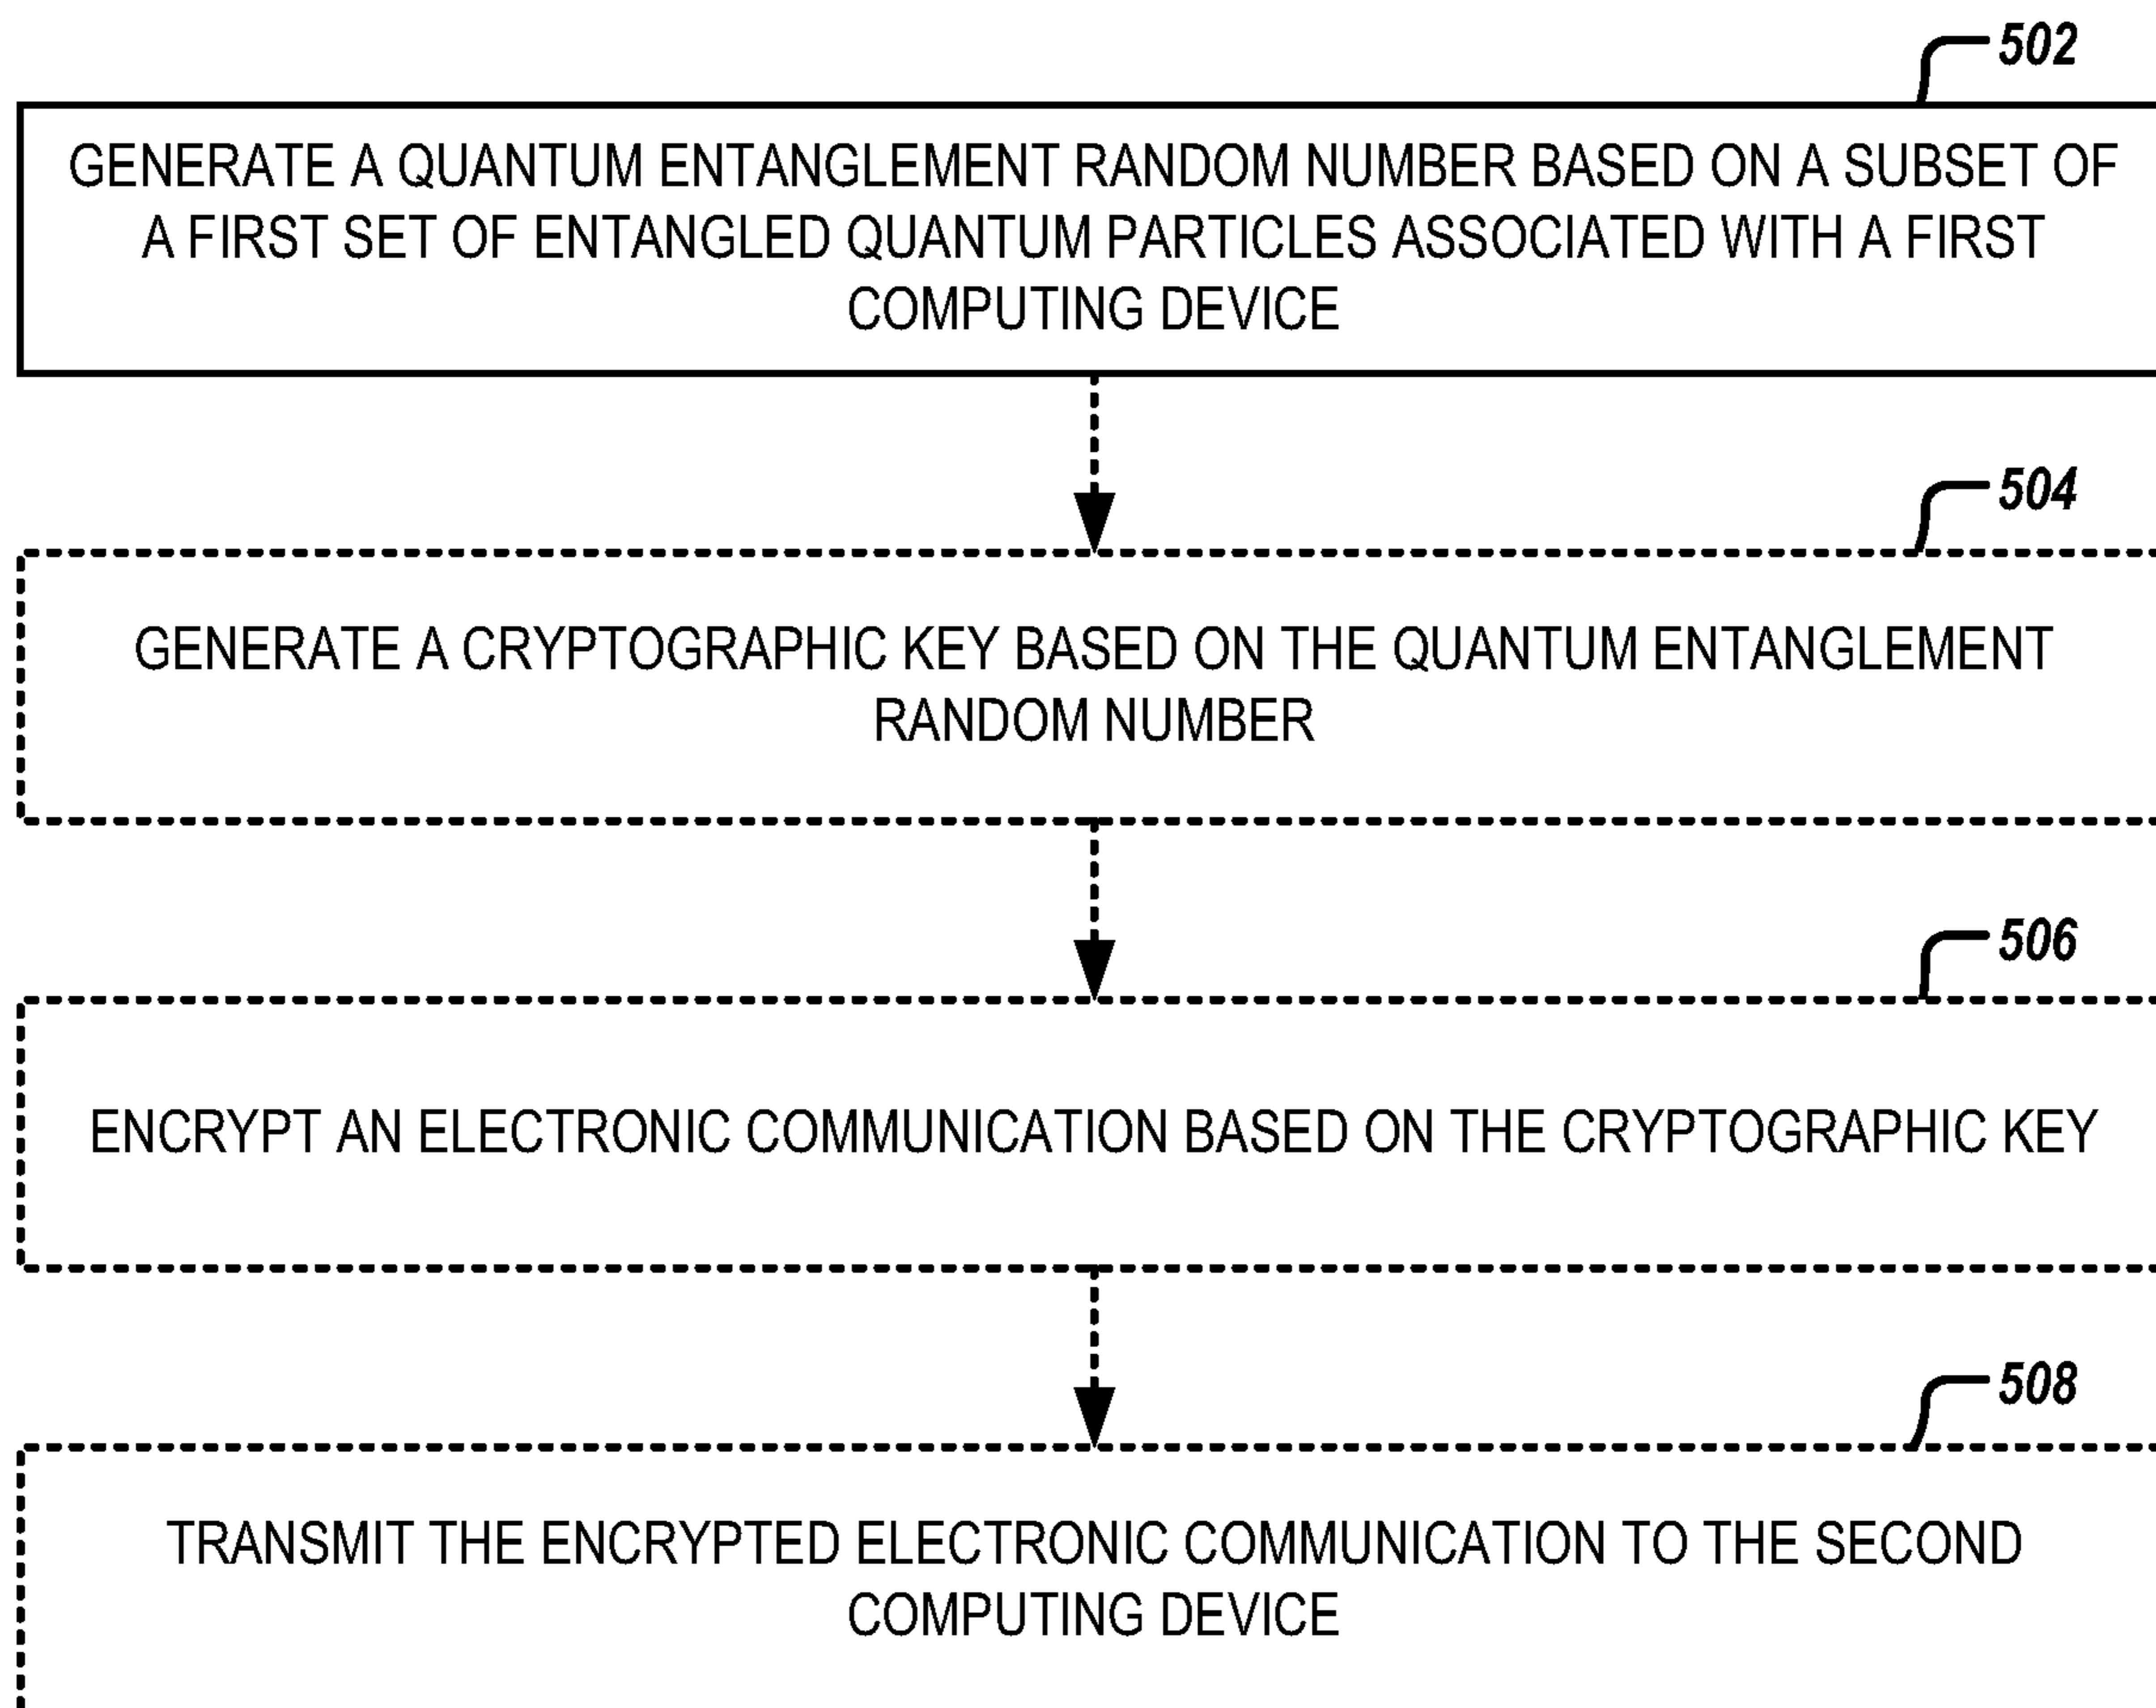 502
GENERATE A QUANTUM ENTANGLEMENT RANDOM NUMBER BASED ON A SUBSET OF
A FIRST SET OF ENTANGLED QUANTUM PARTICLES ASSOCIATED WITH A FIRST
COMPUTING DEVICE
504
GENERATE A CRYPTOGRAPHIC KEY BASED ON THE QUANTUM ENTANGLEMENT
RANDOM NUMBER
506
ENCRYPT AN ELECTRONIC COMMUNICATION BASED ON THE CRYPTOGRAPHIC KEY
508
TRANSMIT THE ENCRYPTED ELECTRONIC COMMUNICATION TO THE SECOND
COMPUTING DEVICE